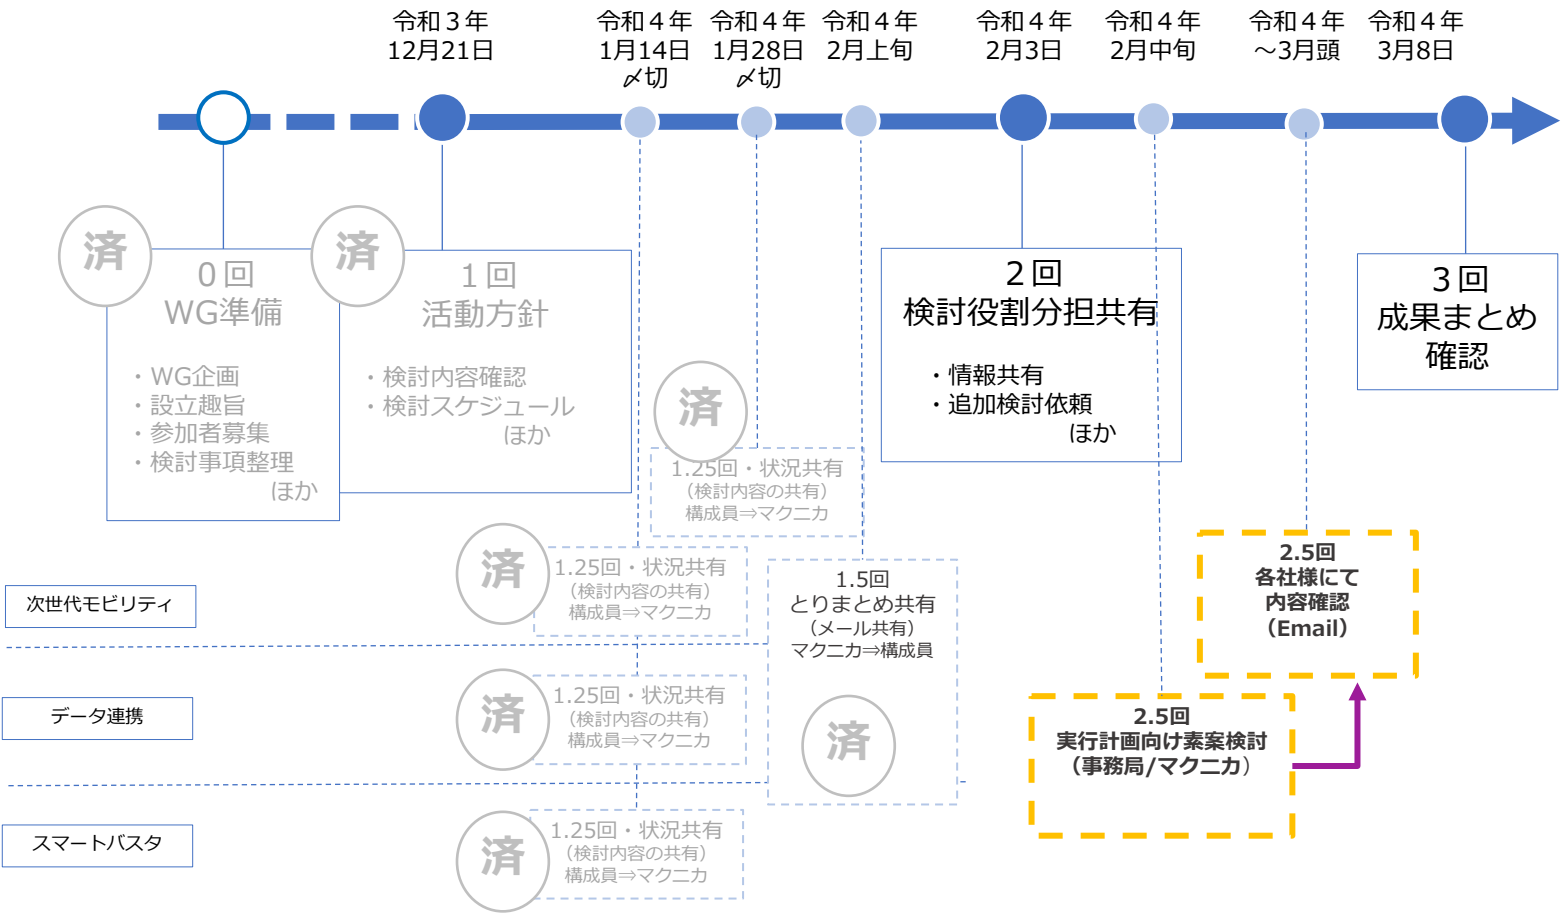 令和３年
12月21日
令和４年
1月14日
〆切
令和４年
1月28日
〆切
令和４年
2月上旬
令和４年
2月3日
令和４年
2月中旬
令和４年
～3月頭
令和４年
3月8日
済
０回
WG準備
・WG企画
・設立趣旨
・参加者募集
・検討事項整理
ほか
済
１回
活動方針
・検討内容確認
・検討スケジュール
ほか
済
1.25回・状況共有
（検討内容の共有）
構成員⇒マクニカ
２回
検討役割分担共有
・情報共有
・追加検討依頼
ほか
３回
成果まとめ
確認
次世代モビリティ
済
1.25回・状況共有
（検討内容の共有）
構成員⇒マクニカ
1.5回
とりまとめ共有
（メール共有）
マクニカ⇒構成員
済
2.5回
各社様にて
内容確認
（Email）
データ連携
済
1.25回・状況共有
（検討内容の共有）
構成員⇒マクニカ
2.5回
実行計画向け素案検討
（事務局/マクニカ）
スマートバスタ
済
1.25回・状況共有
（検討内容の共有）
構成員⇒マクニカ